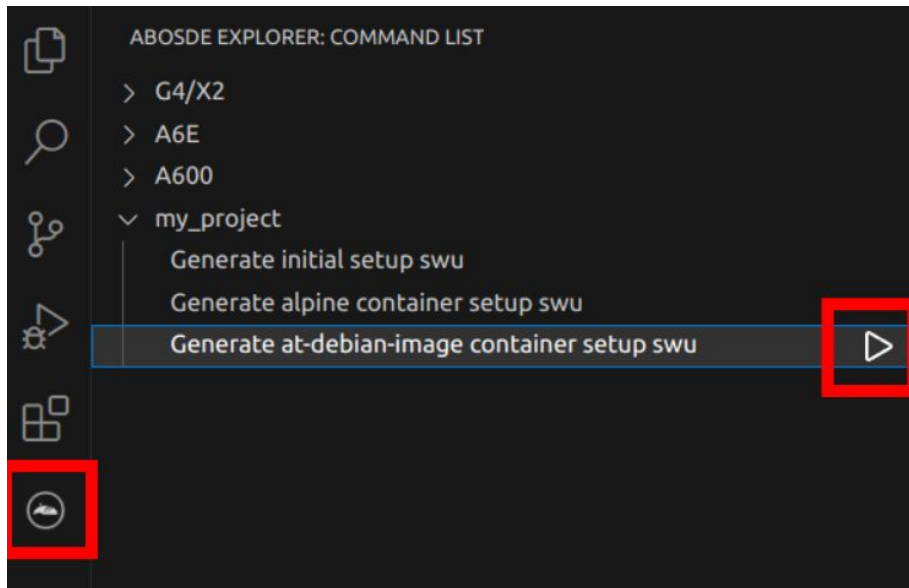 ABOSDE EXPLORER: COMMAND LIST
G4/X2
A6E
A600
my_project
Generate initial setup swu
Generate alpine container setup swu
Generate at-debian-image container setup swu